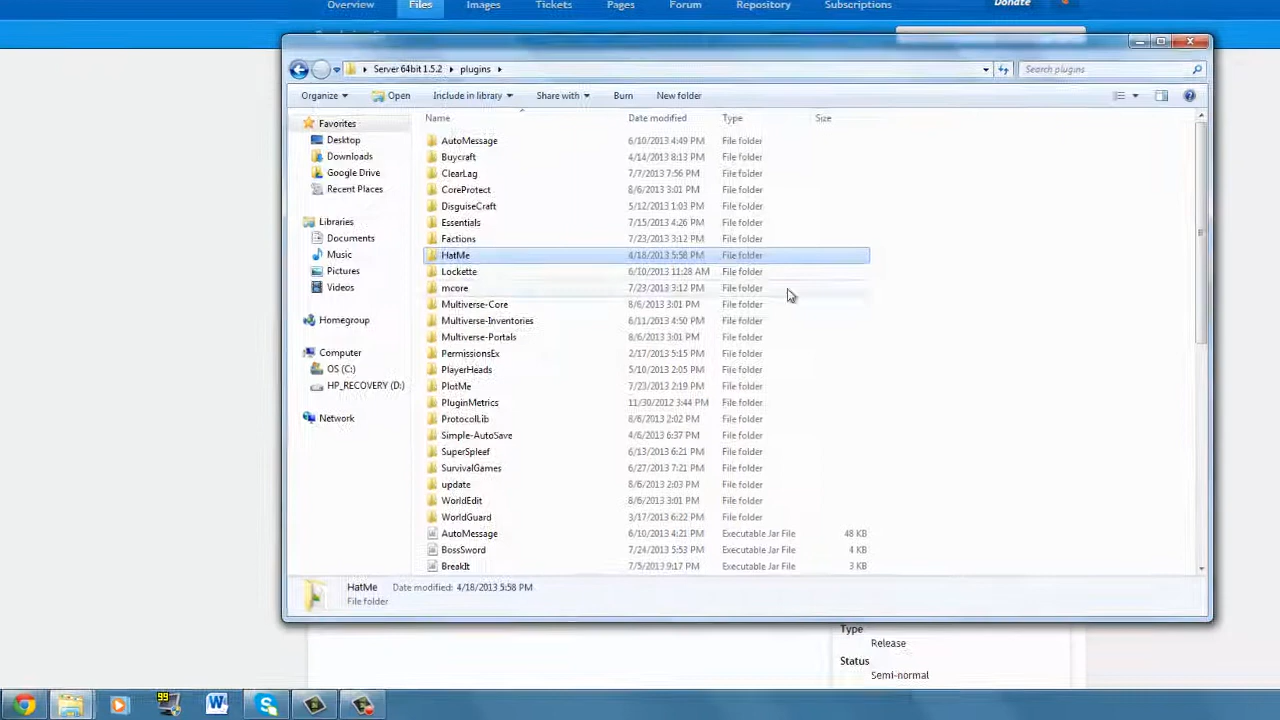 Overview Files Images Tickets Pages Forum Repository Subscriptions Donate
Server 64bit 1.5.2 plugins Search plugins
Organize Open Include in library Share with Burn New folder
Name Date modified Type Size
Favorites
Desktop
Downloads
Google Drive
Recent Places
Libraries
Documents
Music
Pictures
Videos
Homegroup
Computer
OS (C:)
HP_RECOVERY (D:)
Network
AutoMessage 6/10/2013 4:49 PM File folder
Buycraft 4/14/2013 8:13 PM File folder
ClearLag 7/7/2013 7:56 PM File folder
CoreProtect 8/6/2013 3:01 PM File folder
DisguiseCraft 5/12/2013 1:03 PM File folder
Essentials 7/15/2013 4:26 PM File folder
Factions 7/23/2013 3:12 PM File folder
HatMe 4/18/2013 5:58 PM File folder
Lockette 6/10/2013 11:28 AM File folder
mcore 7/23/2013 3:12 PM File folder
Multiverse-Core 8/6/2013 3:01 PM File folder
Multiverse-Inventories 6/11/2013 4:50 PM File folder
Multiverse-Portals 8/6/2013 3:01 PM File folder
PermissionsEx 2/17/2013 5:15 PM File folder
PlayerHeads 5/10/2013 2:05 PM File folder
PlotMe 7/23/2013 2:19 PM File folder
PluginMetrics 11/30/2012 3:44 PM File folder
ProtocolLib 8/6/2013 2:02 PM File folder
Simple-AutoSave 4/6/2013 6:37 PM File folder
SuperSpleef 6/13/2013 6:21 PM File folder
SurvivalGames 6/27/2013 7:21 PM File folder
update 8/6/2013 2:03 PM File folder
WorldEdit 8/6/2013 3:01 PM File folder
WorldGuard 3/17/2013 6:22 PM File folder
AutoMessage 6/10/2013 4:21 PM Executable Jar File 48 KB
BossSword 7/24/2013 5:53 PM Executable Jar File 4 KB
BreakIt 7/5/2013 9:17 PM Executable Jar File 3 KB
HatMe Date modified: 4/18/2013 5:58 PM
File folder
Type
Release
Status
Semi-normal
99